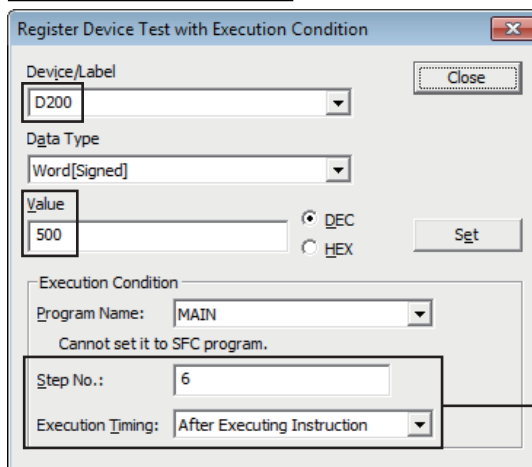 Register Device Test with Execution Condition
Device/Label
D200
Close
Data Type
Word[Signed]
Value
500
DEC
HEX
Set
Execution Condition
Program Name: MAIN
Cannot set it to SFC program.
Step No.: 6
Execution Timing: After Executing Instruction